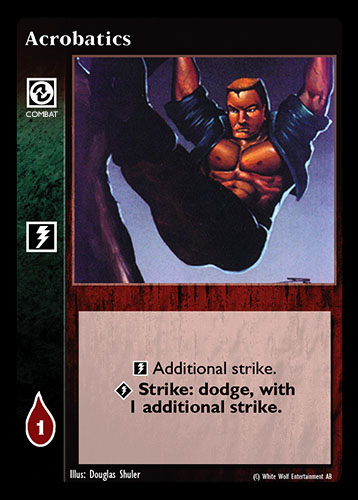 Acrobatics
COMBAT
Additional strike.
Strike: dodge, with
1 additional strike.
1
Illus: Douglas Shuler
(C) White Wolf Entertainment AB